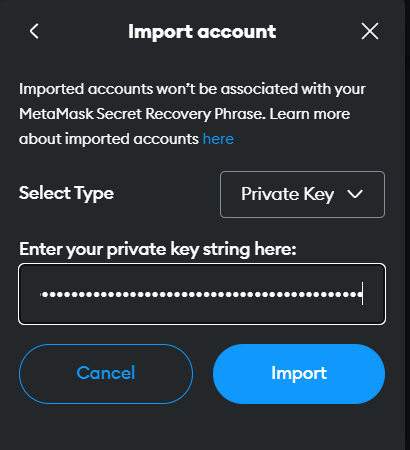 Import account
Imported accounts won't be associated with your
MetaMask Secret Recovery Phrase. Learn more
about imported accounts here
Select Type
Private Key
Enter your private key string here:
Cancel
Import